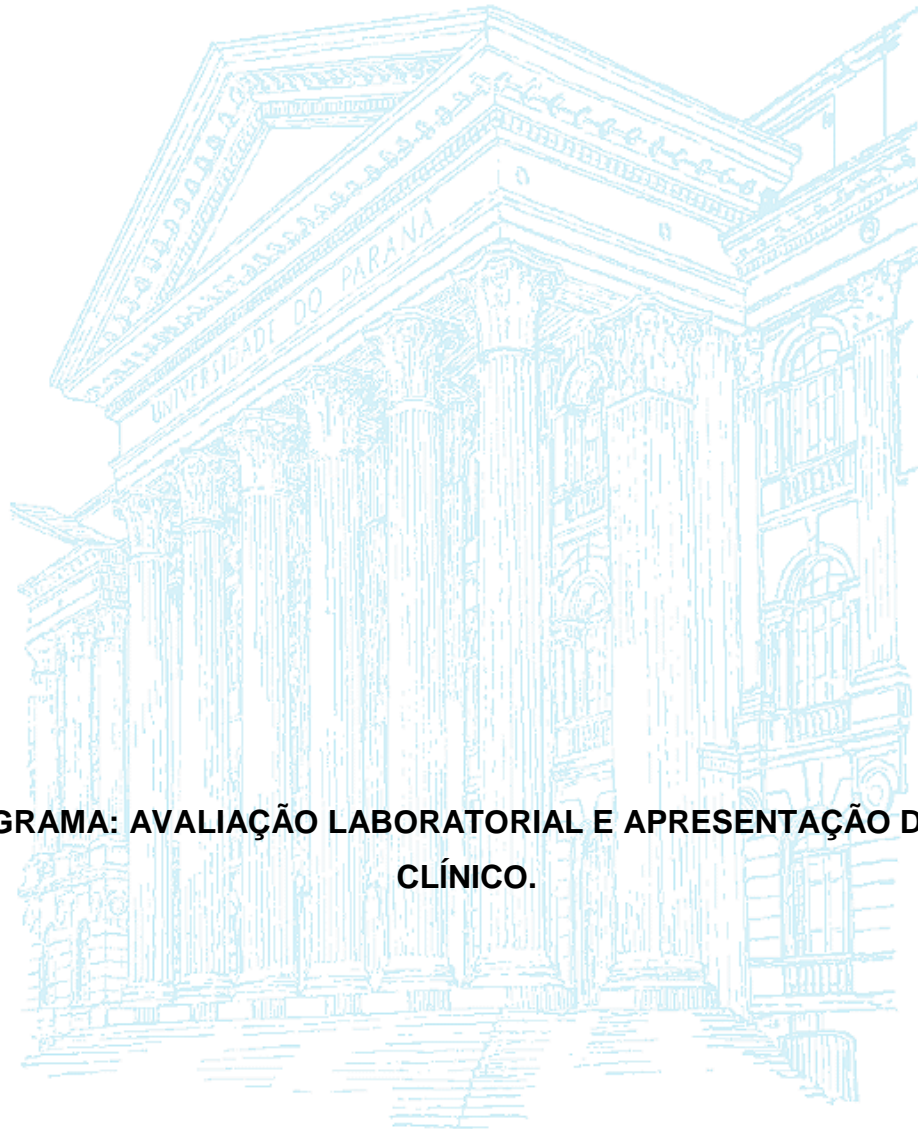 UNIVERSIDADE DO PARANÁ
GRAMA: AVALIAÇÃO LABORATORIAL E APRESENTAÇÃO D
CLÍNICO.